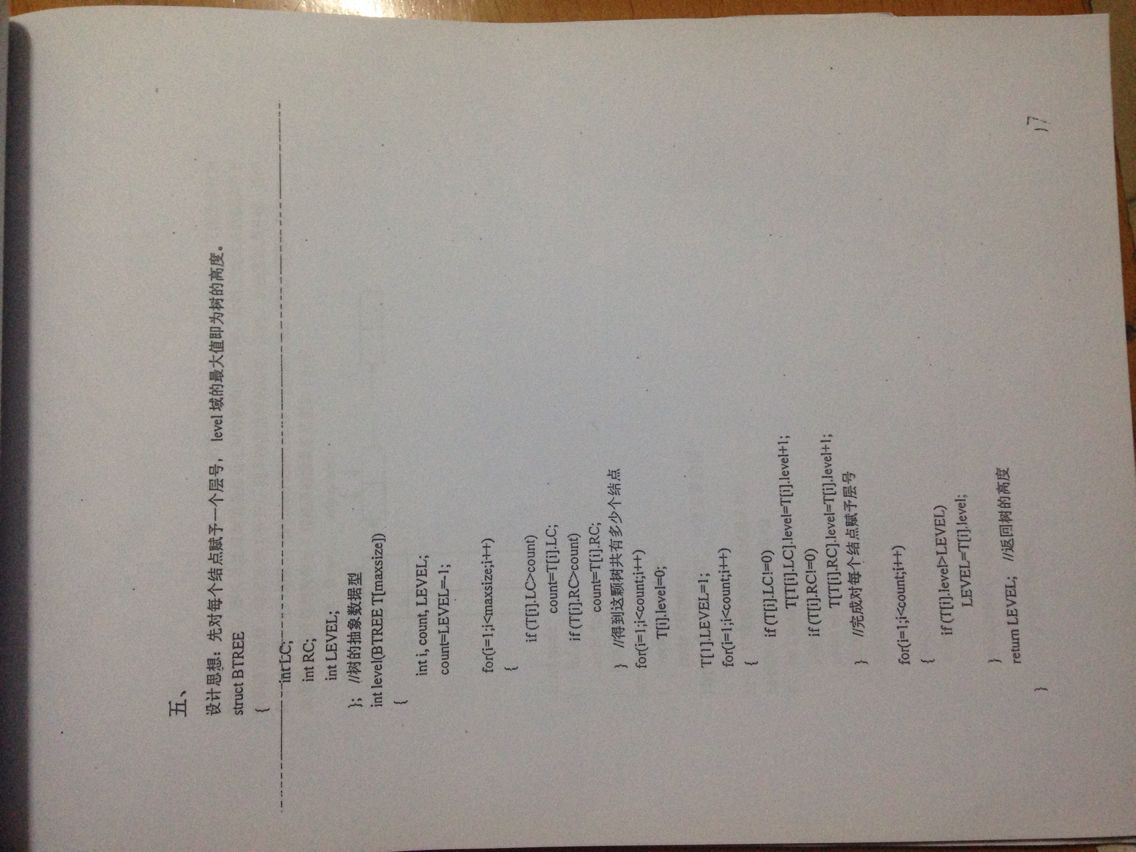 五、
设计思想：先对每个结点赋予一个层号， level 域的最大值即为树的高度。
struct BTREE
{
int LC;
int RC;
int LEVEL;
}; //树的抽象数据型
int level(BTREE T[maxsize])
{
int i, count, LEVEL;
count=LEVEL=-1;
for(i=1;i<maxsize;i++)
{
if (T[i].LC>count)
count=T[i].LC;
if (T[i].RC>count)
count=T[i].RC;
} //得到这颗树共有多少个结点
for(i=1;i<count;i++)
T[i].level=0;
T[1].LEVEL=1;
for(i=1;i<count;i++)
{
if (T[i].LC!=0)
T[T[i].LC].level=T[i].level+1;
if (T[i].RC!=0)
T[T[i].RC].level=T[i].level+1;
} //完成对每个结点赋予层号
for(i=1;i<count;i++)
{
if (T[i].level>LEVEL)
LEVEL=T[i].level;
}
return LEVEL; //返回树的高度
}
17